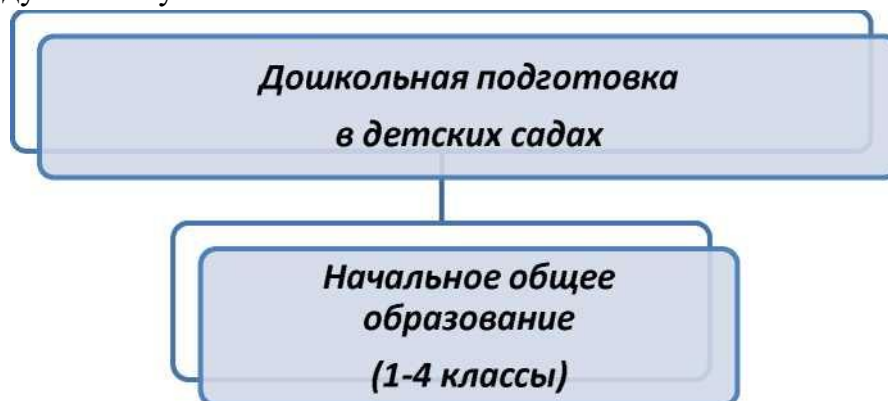 Дошкольная подготовка
в детских садах
Начальное общее
образование
(1-4 классы)